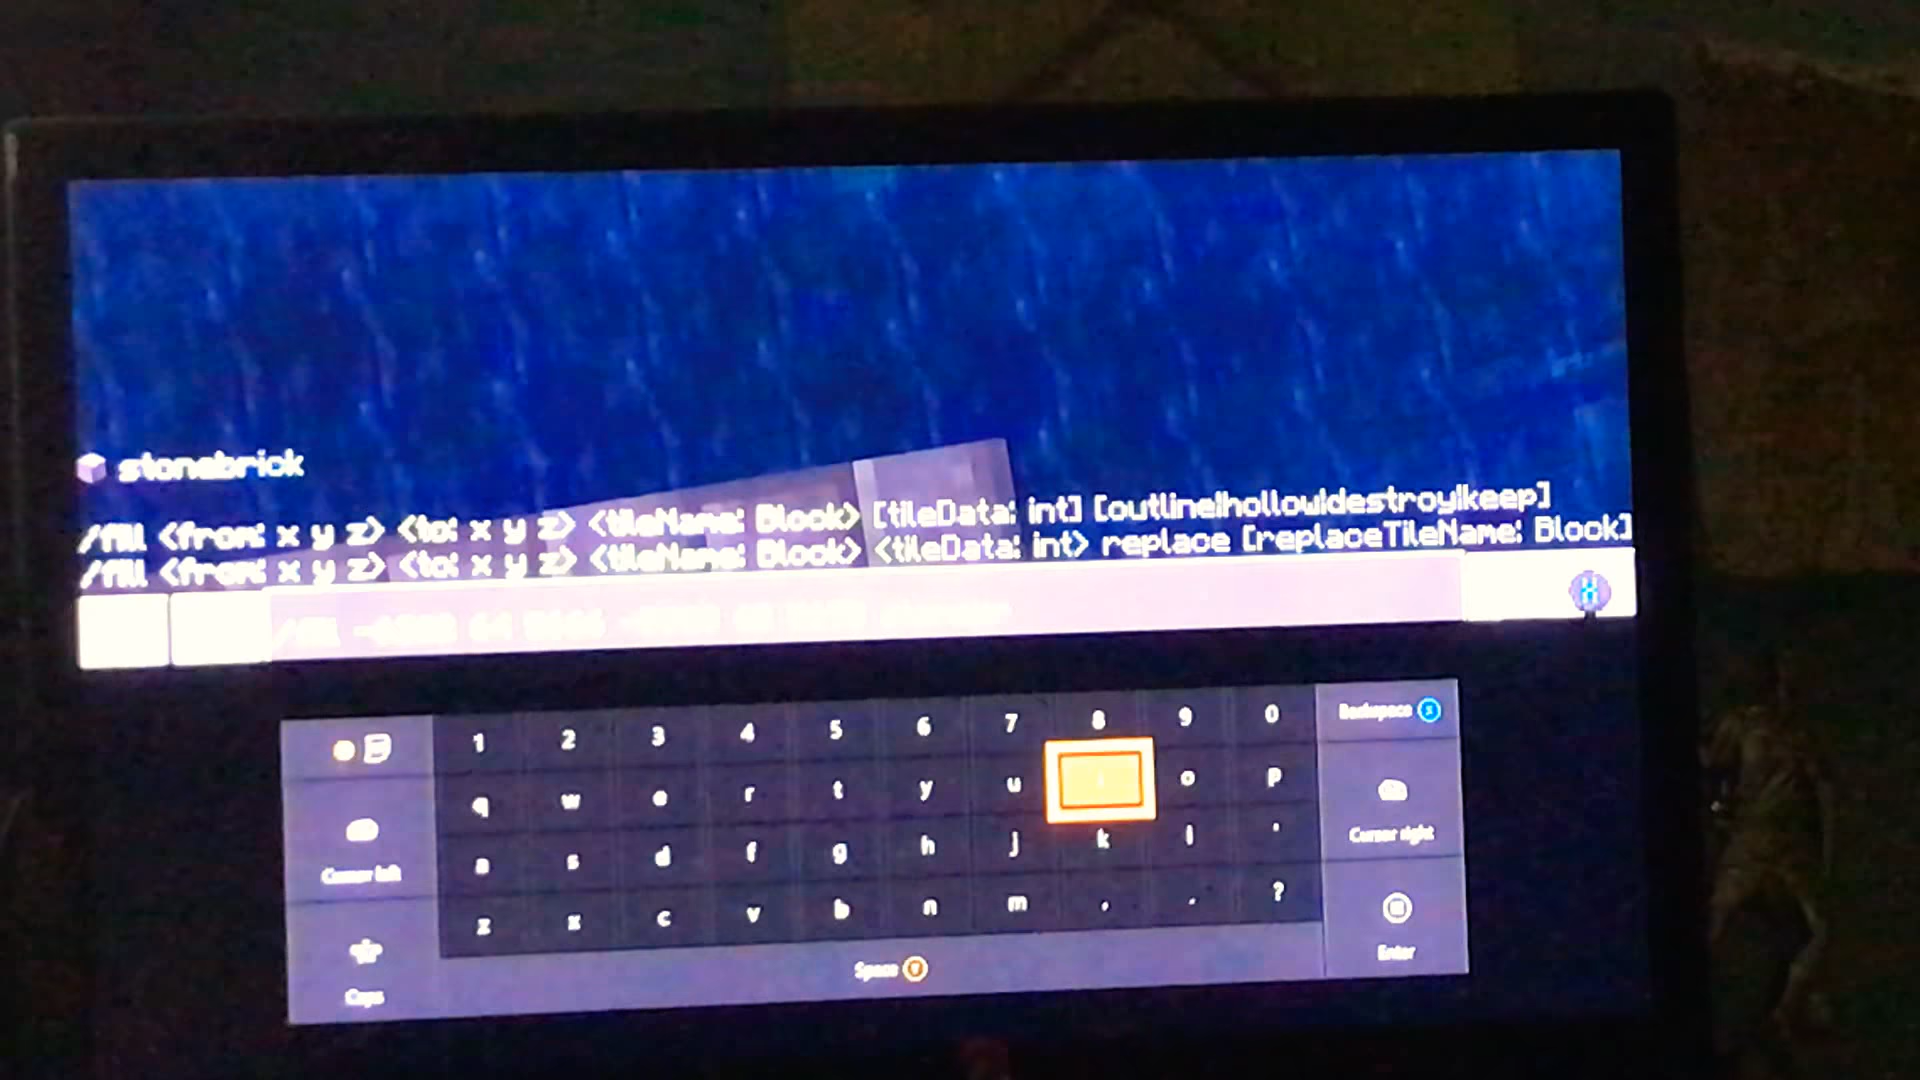 stonebrick
/fill <from: x y z> <to: x y z> <tileName: Block> [tileData: int] [outline|hollow|destroy|keep]
/fill <from: x y z> <to: x y z> <tileName: Block> <tileData: int> replace [replaceTileName: Block]
/fill
1 2 3 4 5 6 7 8 9 0 Backspace X
q w e r t y u i o p
a s d f g h j k l '
Cursor left Cursor right
z x c v b n m , . ?
Caps Space Y Enter